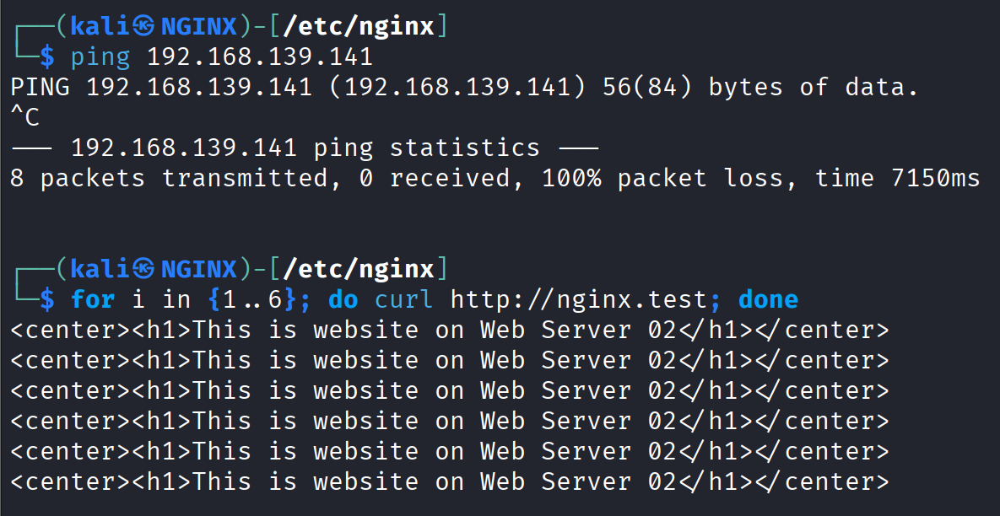 ┌──(kali㉿NGINX)-[/etc/nginx]
└─$ ping 192.168.139.141
PING 192.168.139.141 (192.168.139.141) 56(84) bytes of data.
^C
--- 192.168.139.141 ping statistics ---
8 packets transmitted, 0 received, 100% packet loss, time 7150ms
┌──(kali㉿NGINX)-[/etc/nginx]
└─$ for i in {1..6}; do curl http://nginx.test; done
<center><h1>This is website on Web Server 02</h1></center>
<center><h1>This is website on Web Server 02</h1></center>
<center><h1>This is website on Web Server 02</h1></center>
<center><h1>This is website on Web Server 02</h1></center>
<center><h1>This is website on Web Server 02</h1></center>
<center><h1>This is website on Web Server 02</h1></center>